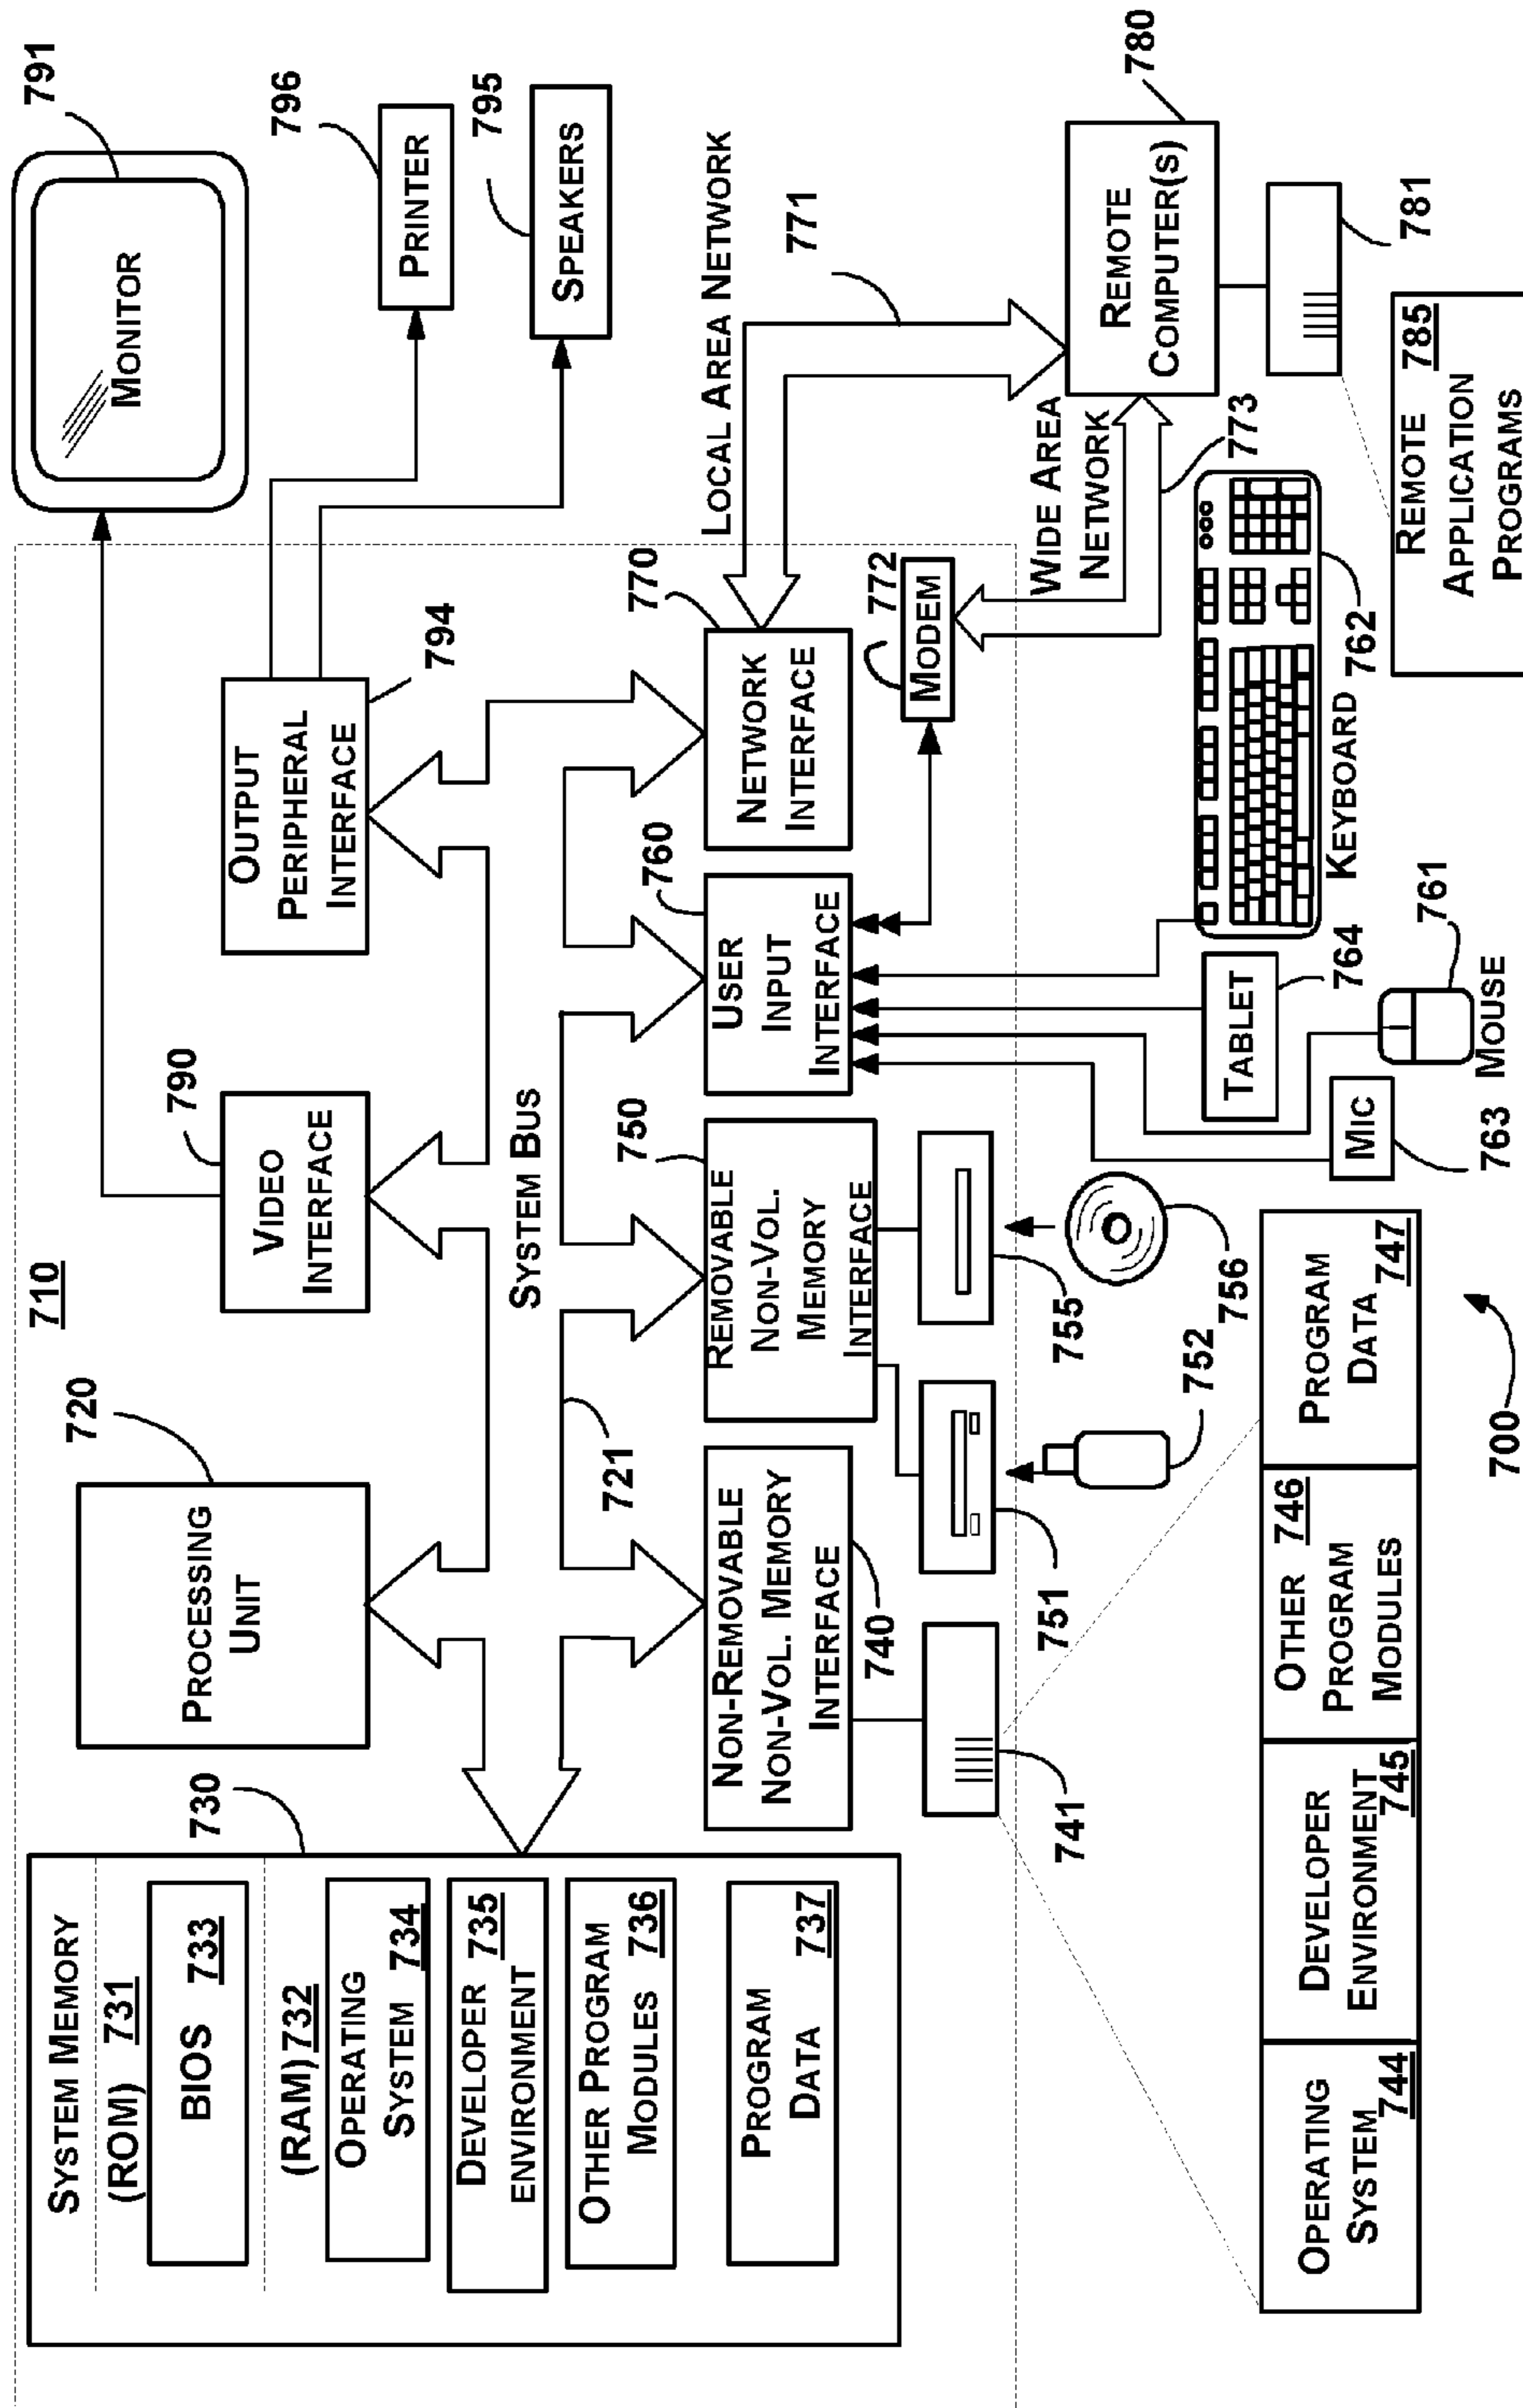 710
SYSTEM MEMORY
(ROM) 731
BIOS 733
(RAM) 732
OPERATING
SYSTEM 734
DEVELOPER 735
ENVIRONMENT
OTHER PROGRAM
MODULES 736
PROGRAM
DATA 737
730
720
PROCESSING
UNIT
790
VIDEO
INTERFACE
OUTPUT
PERIPHERAL
INTERFACE
794
MONITOR
791
796
PRINTER
795
SPEAKERS
SYSTEM BUS
721
NON-REMOVABLE
NON-VOL. MEMORY
INTERFACE
740
750
REMOVABLE
NON-VOL.
MEMORY
INTERFACE
760
USER
INPUT
INTERFACE
770
NETWORK
INTERFACE
LOCAL AREA NETWORK
771
772
MODEM
WIDE AREA
NETWORK
773
REMOTE
COMPUTER(S)
780
781
REMOTE 785
APPLICATION
PROGRAMS
741
751
752
755
756
MIC
763
MOUSE
761
TABLET
764
KEYBOARD
762
OPERATING
SYSTEM 744
DEVELOPER
ENVIRONMENT
745
OTHER 746
PROGRAM
MODULES
PROGRAM
DATA 747
700